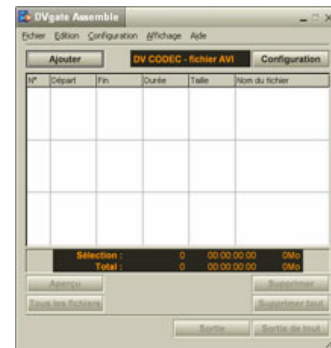 DVgate Assemble
Fichier Edition Configuration Affichage Aide
Ajouter DV CODEC - fichier AVI Configuration
N° Départ Fin Durée Taille Nom du fichier
Sélection : 0 00:00:00:00 0Mo
Total : 0 00:00:00:00 0Mo
Aperçu Supprimer
Tous les fichiers Supprimer tout
Sortie Sortie de tout